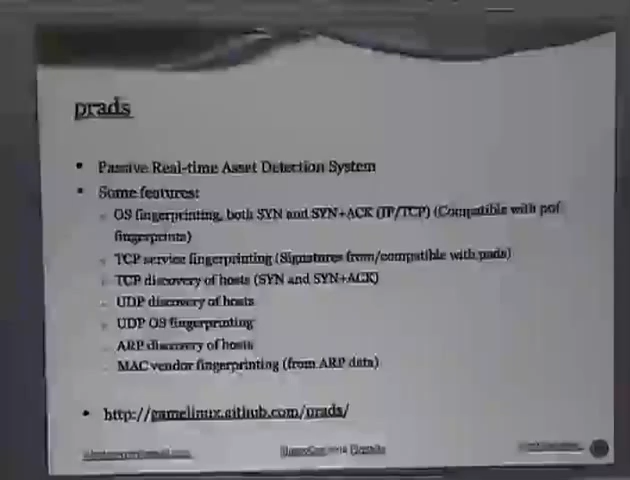 prads
• Passive Real-time Asset Detection System
• Some features:
OS fingerprinting, both SYN and SYN+ACK (IP/TCP) (Compatible with p0f
fingerprints)
TCP service fingerprinting (Signatures from/compatible with pads)
TCP discovery of hosts (SYN and SYN+ACK)
UDP discovery of hosts
UDP OS fingerprinting
ARP discovery of hosts
MAC vendor fingerprinting (from ARP data)
• http://gamelinux.github.com/prads/